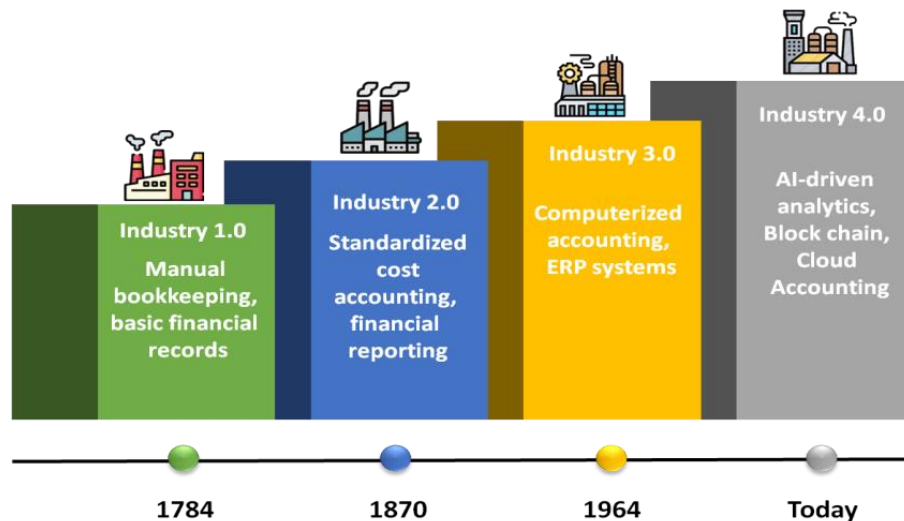 Industry 1.0
Manual
bookkeeping,
basic financial
records
Industry 2.0
Standardized
cost
accounting,
financial
reporting
Industry 3.0
Computerized
accounting,
ERP systems
Industry 4.0
AI-driven
analytics,
Block chain,
Cloud
Accounting
1784
1870
1964
Today